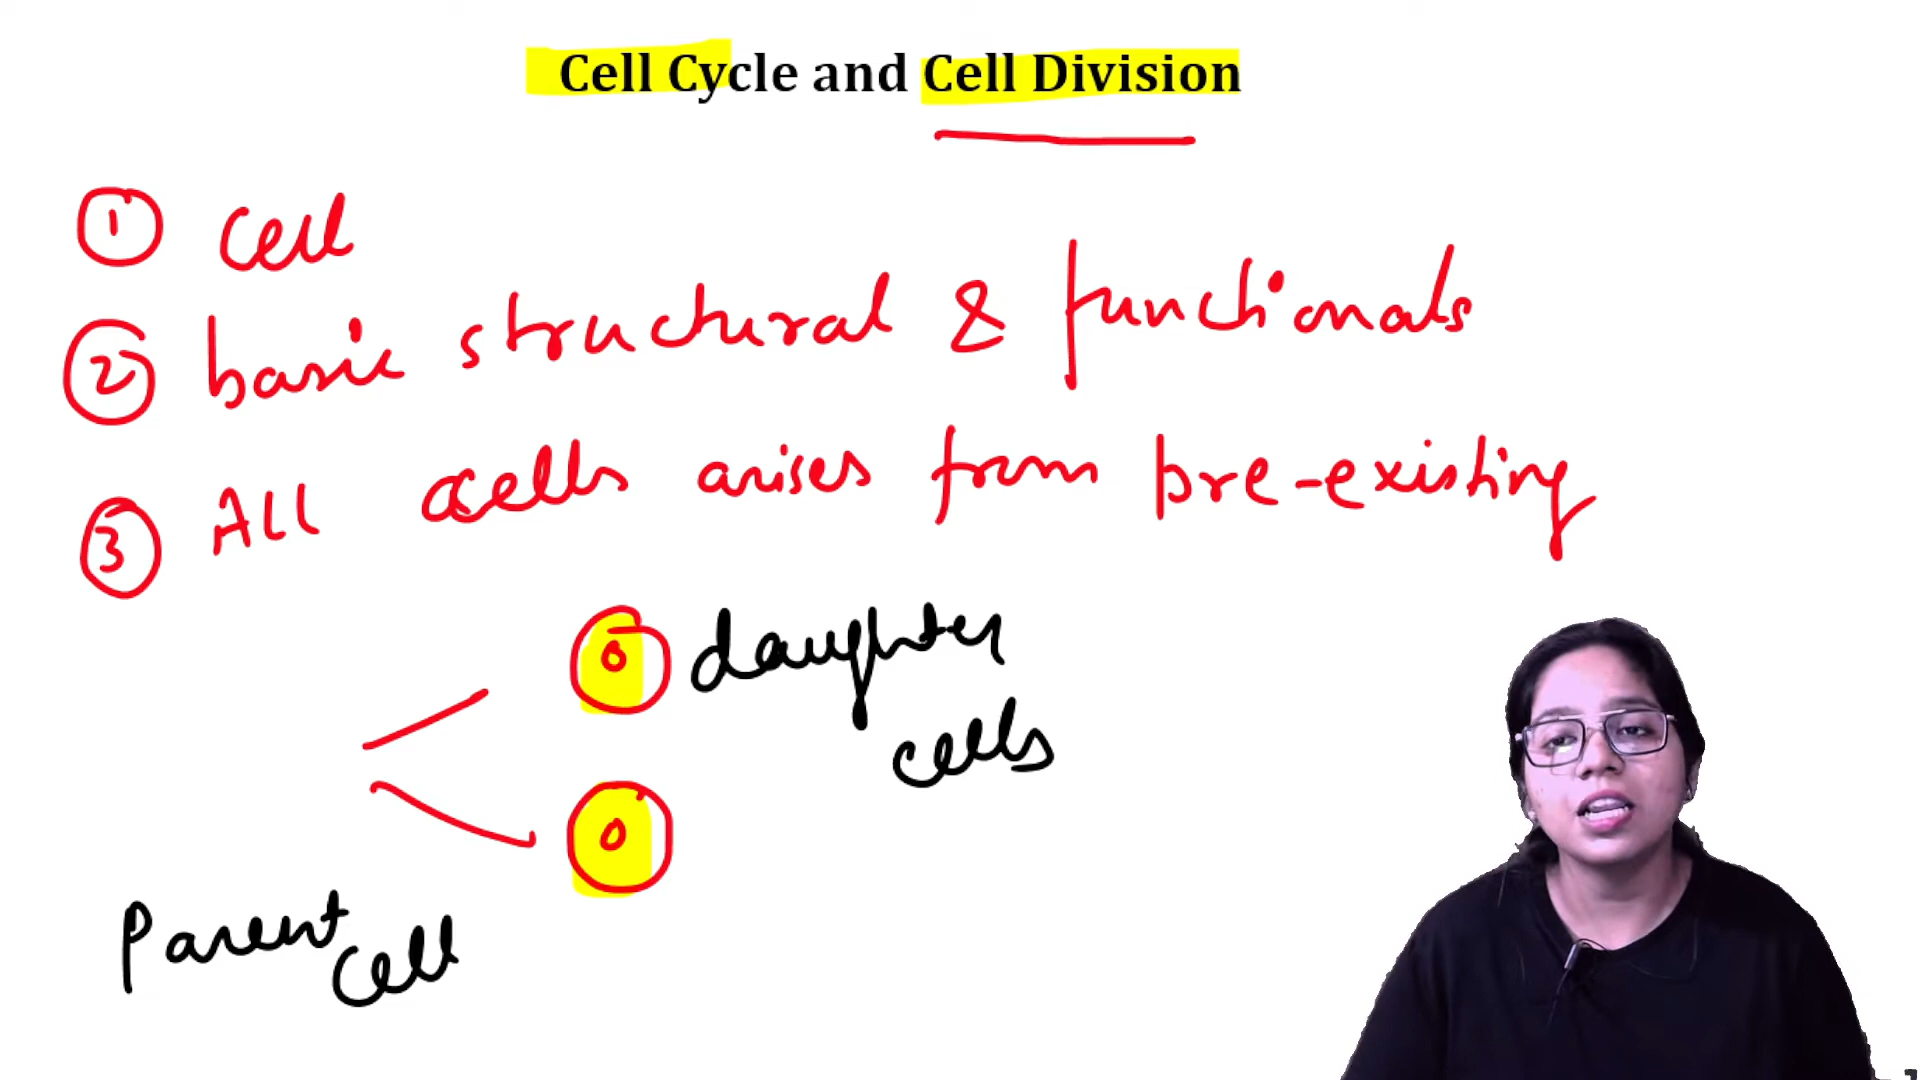 Cell Cycle and Cell Division
① Cell
② basic structural & functionals
③ All cells arises from pre-existing
daughter
cells
Parent
cell